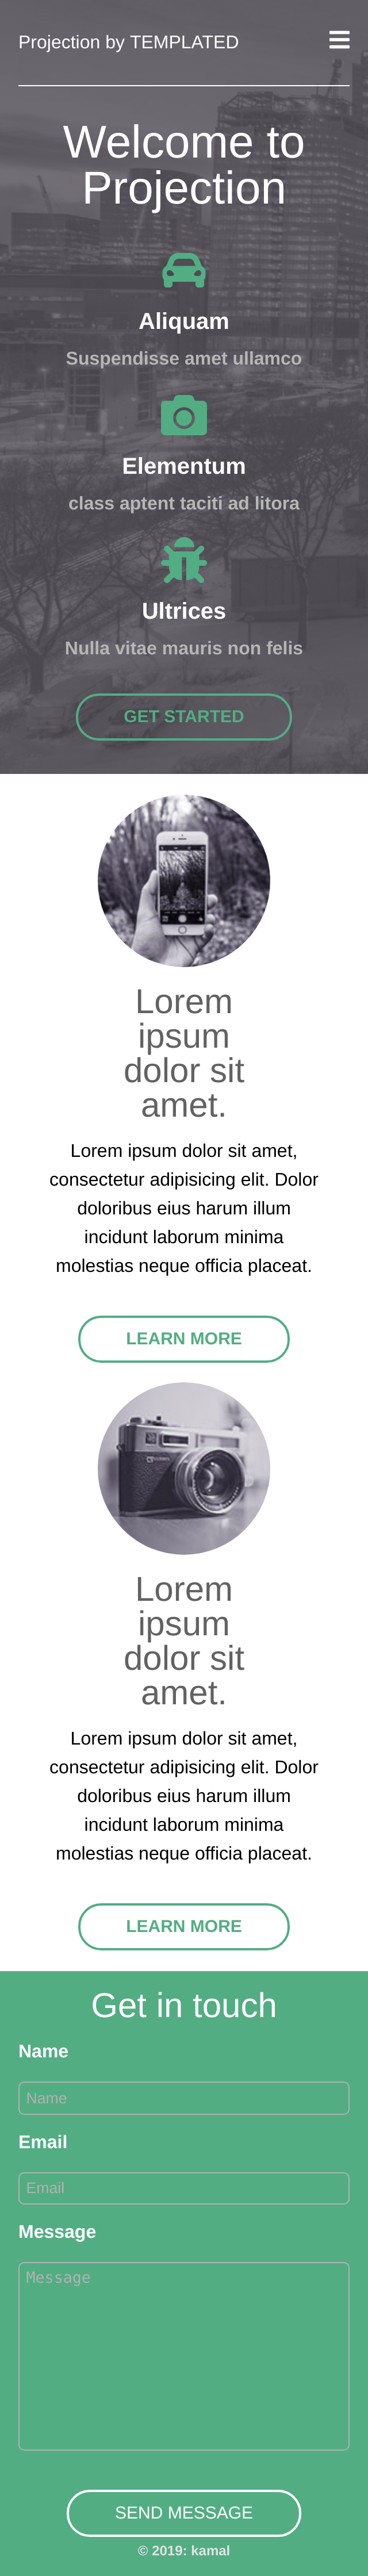 Projection by TEMPLATED
Welcome to
Projection
Aliquam
Suspendisse amet ullamco
Elementum
class aptent taciti ad litora
Ultrices
Nulla vitae mauris non felis
GET STARTED
Lorem
ipsum
dolor sit
amet.
Lorem ipsum dolor sit amet,
consectetur adipisicing elit. Dolor
doloribus eius harum illum
incidunt laborum minima
molestias neque officia placeat.
LEARN MORE
Lorem
ipsum
dolor sit
amet.
Lorem ipsum dolor sit amet,
consectetur adipisicing elit. Dolor
doloribus eius harum illum
incidunt laborum minima
molestias neque officia placeat.
LEARN MORE
Get in touch
Name
Name
Email
Email
Message
Message
SEND MESSAGE
© 2019: kamal